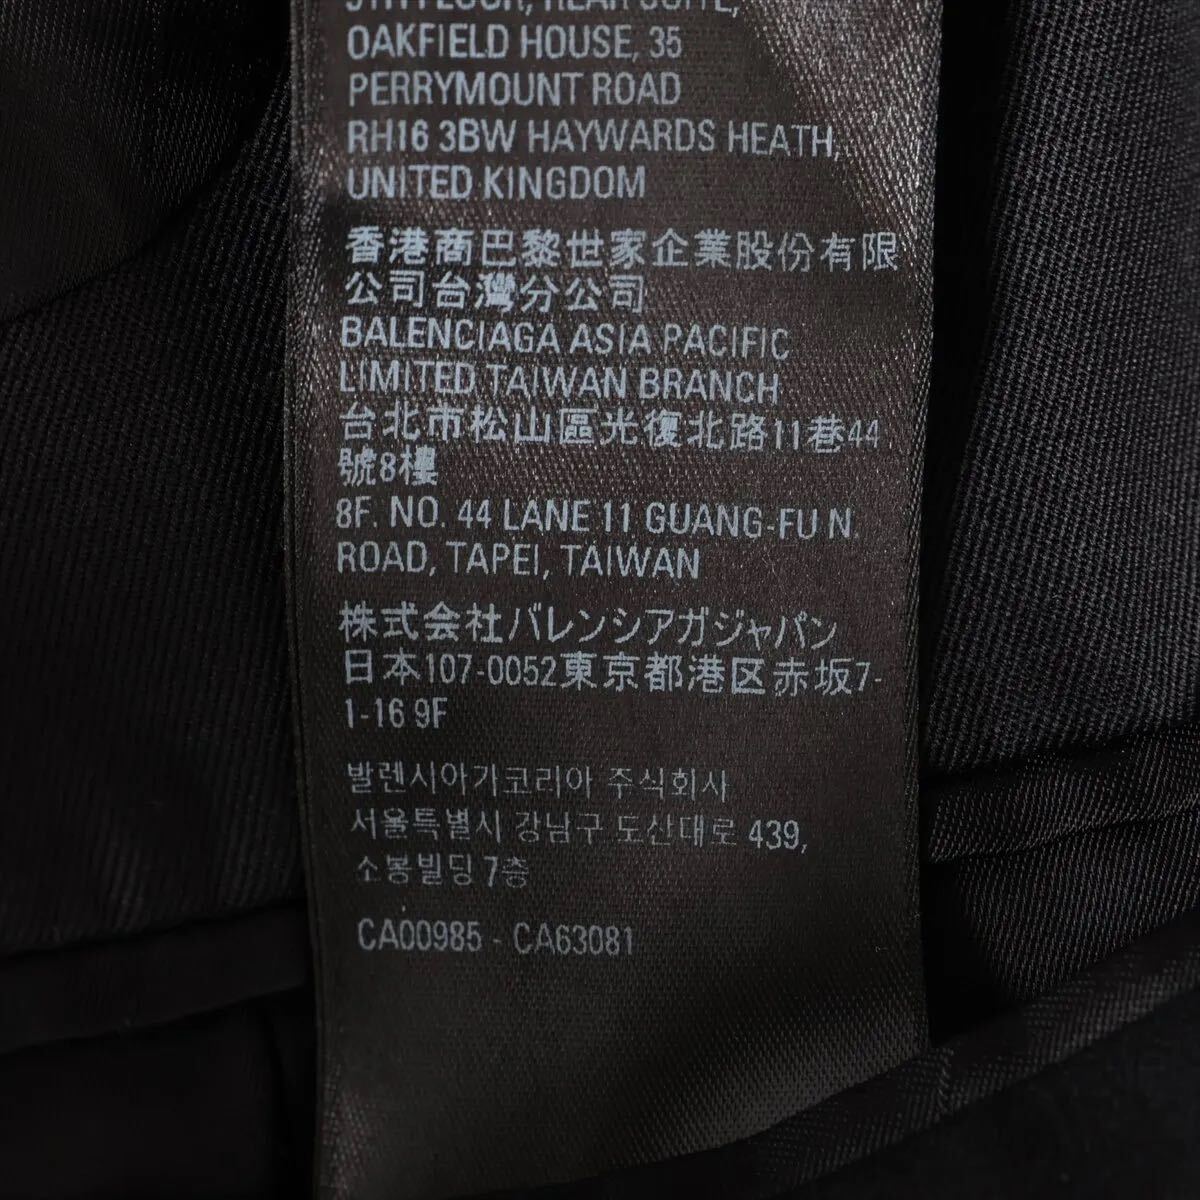 5TH FLOOR, REAR SUITE,
OAKFIELD HOUSE, 35
PERRYMOUNT ROAD
RH16 3BW HAYWARDS HEATH,
UNITED KINGDOM
香港商巴黎世家企業股份有限
公司台灣分公司
BALENCIAGA ASIA PACIFIC
LIMITED TAIWAN BRANCH
台北市松山區光復北路11巷44
號8樓
8F. NO. 44 LANE 11 GUANG-FU N.
ROAD, TAPEI, TAIWAN
株式会社バレンシアガジャパン
日本107-0052東京都港区赤坂7-
1-16 9F
발렌시아기코리아 주식회사
서울특별시 강남구 도산대로 439,
소봉빌딩 7층
CA00985 - CA63081